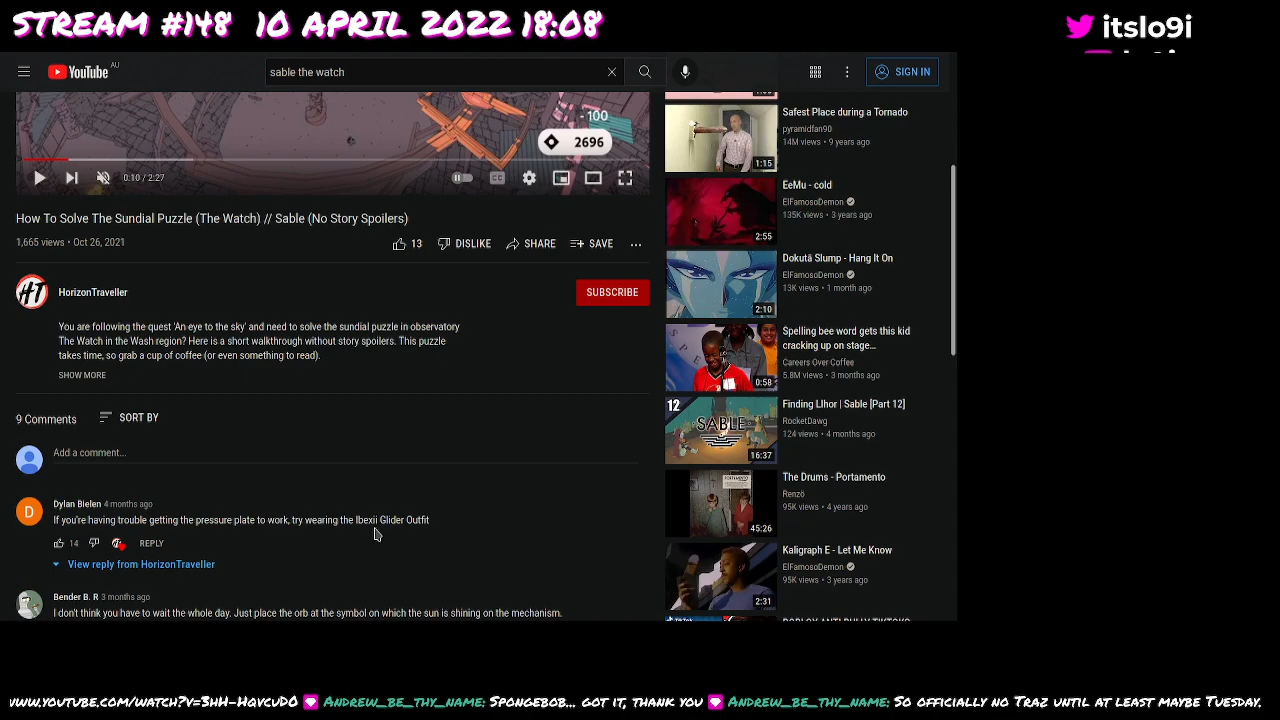 STREAM #148 10 APRIL 2022 18:08
itslo9i
YouTube AU
sable the watch
SIGN IN
- 100
2696
0:10 / 2:27
How To Solve The Sundial Puzzle (The Watch) // Sable (No Story Spoilers)
1,665 views • Oct 26, 2021
13 DISLIKE SHARE SAVE
HorizonTraveller
SUBSCRIBE
You are following the quest 'An eye to the sky' and need to solve the sundial puzzle in observatory
The Watch in the Wash region? Here is a short walkthrough without story spoilers. This puzzle
takes time, so grab a cup of coffee (or even something to read).
SHOW MORE
9 Comments SORT BY
Add a comment...
D
Dylan Bielen 4 months ago
If you're having trouble getting the pressure plate to work, try wearing the Ibexii Glider Outfit
14 REPLY
View reply from HorizonTraveller
Bender B. R 3 months ago
I don't think you have to wait the whole day. Just place the orb at the symbol on which the sun is shining on the mechanism.
Safest Place during a Tornado
pyramidfan90
14M views • 9 years ago
1:15
EeMu - cold
ElFamosoDemon
135K views • 3 years ago
2:55
Dokutā Slump - Hang It On
ElFamosoDemon
13K views • 1 month ago
2:10
Spelling bee word gets this kid
cracking up on stage...
Careers Over Coffee
5.8M views • 3 months ago
0:58
Finding Llhor | Sable [Part 12]
RocketDawg
124 views • 4 months ago
12
SABLE
16:37
The Drums - Portamento
Renzö
95K views • 4 years ago
PORTAMENTO
45:26
Kaligraph E - Let Me Know
ElFamosoDemon
95K views • 3 years ago
2:31
TikTok
ANDREW_BE_THY_NAME: SPONGEBOB... GOT IT, THANK YOU ANDREW_BE_THY_NAME: SO OFFICIALLY NO TRAZ UNTIL AT LEAST MAYBE TUESDAY.